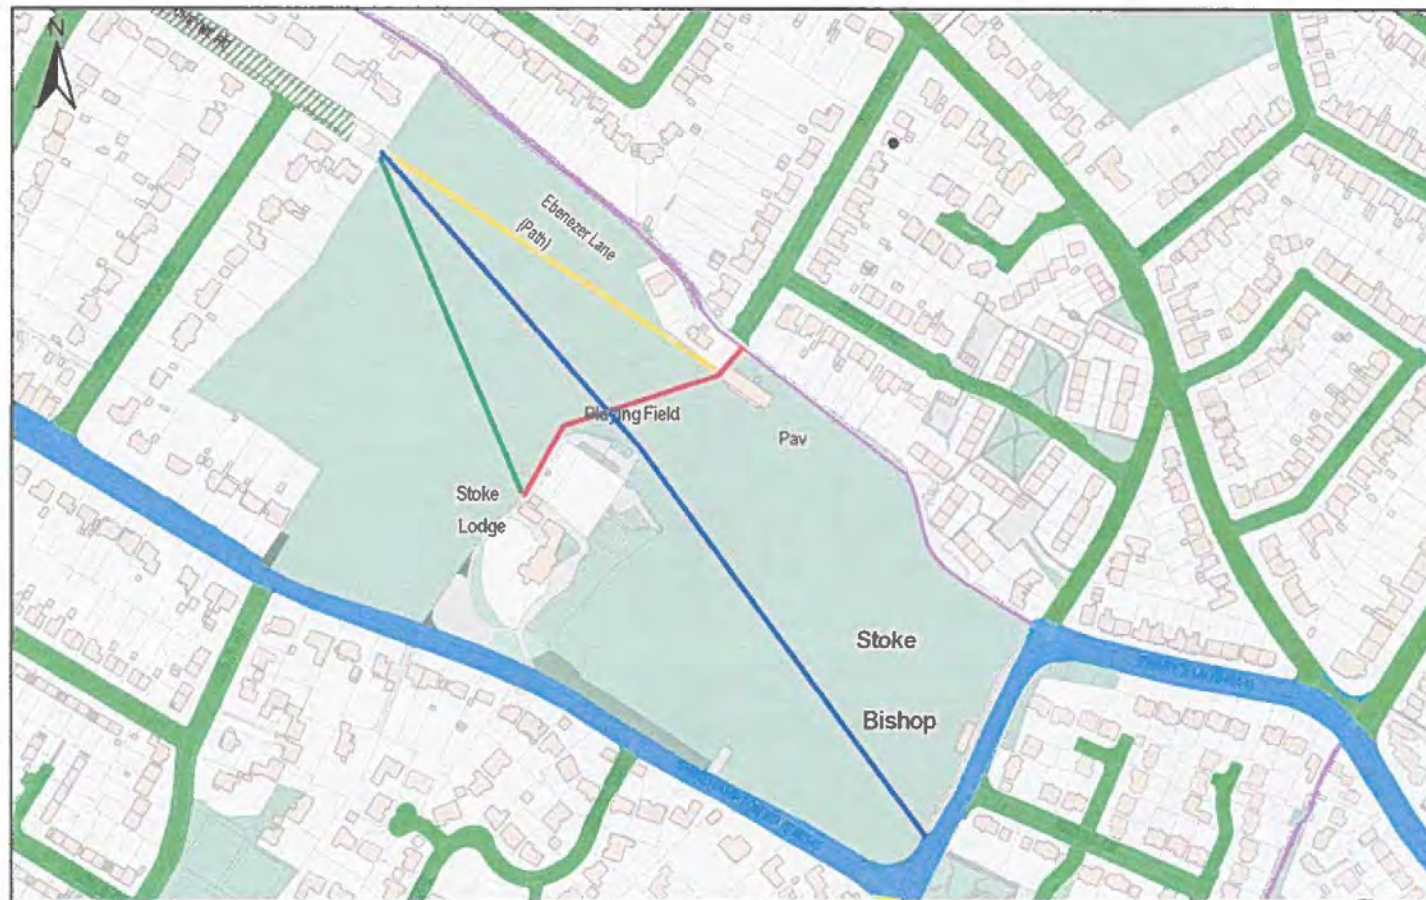 N
Ebenezer Lane
(Path)
Playing Field
Pav
Stoke
Lodge
Stoke
Bishop